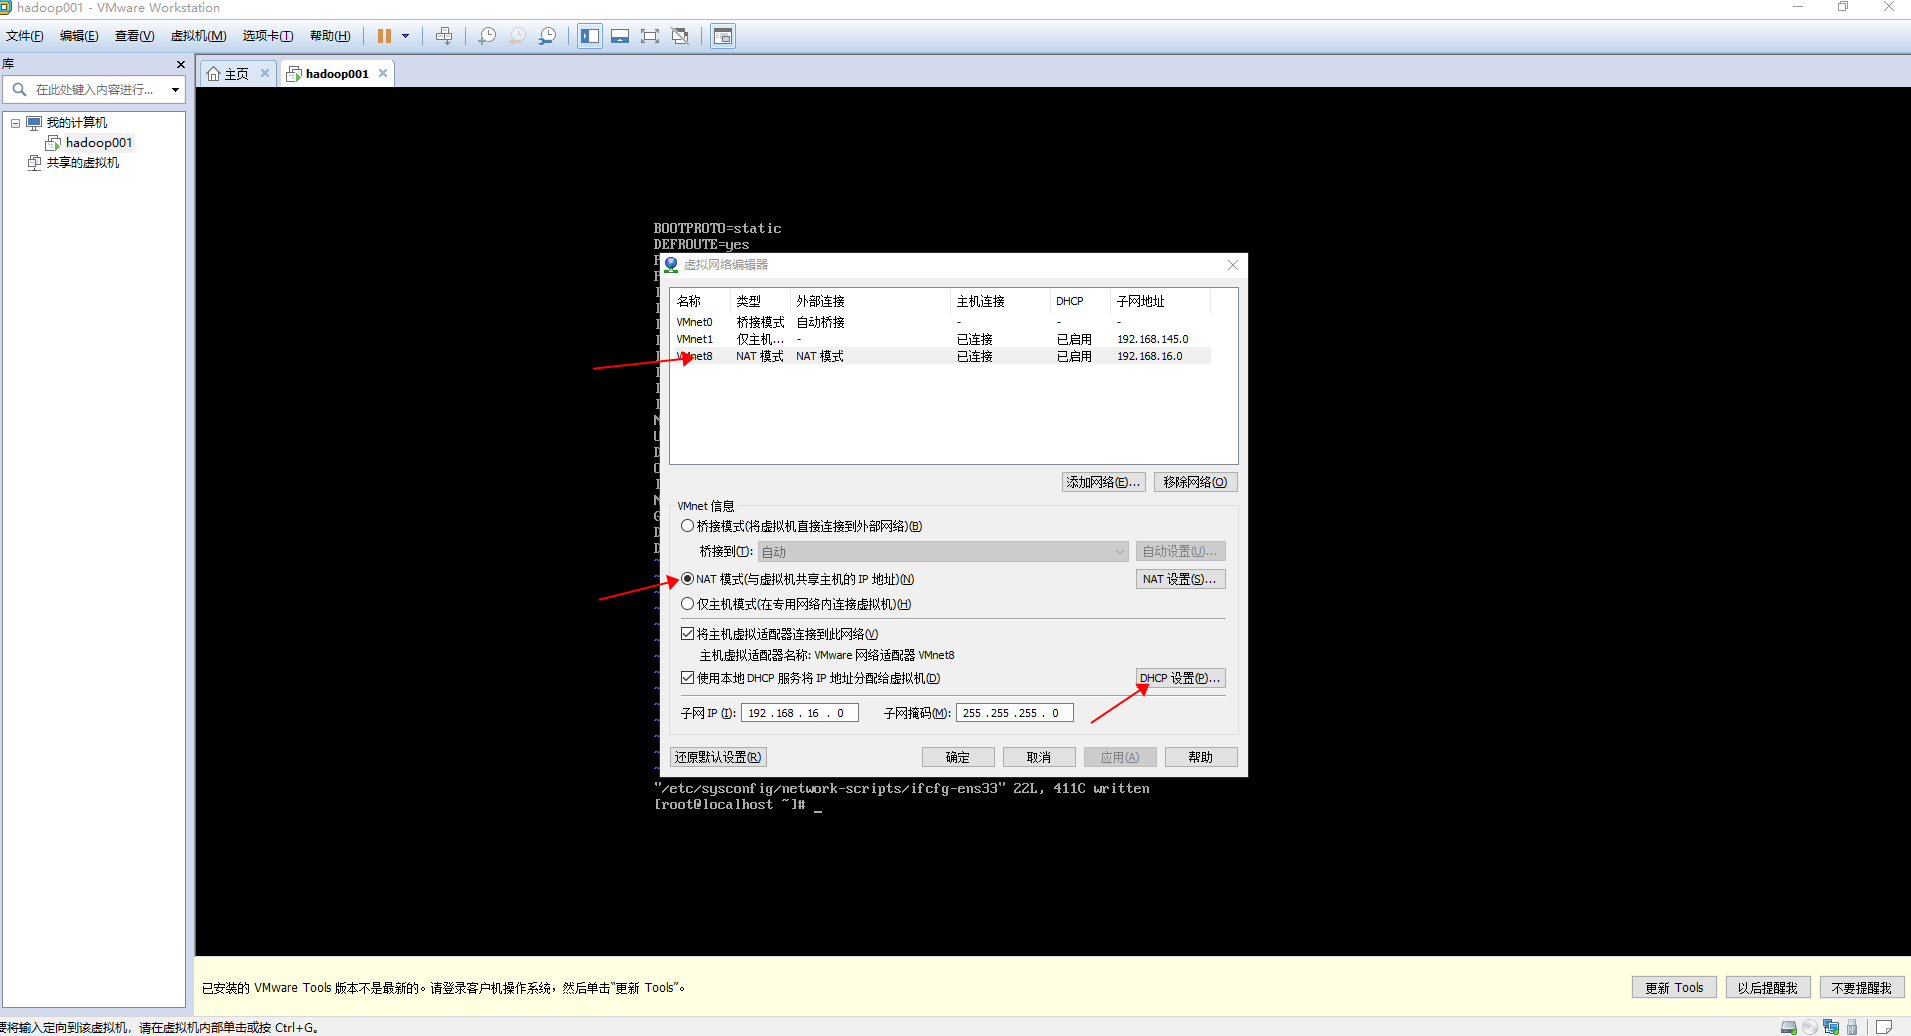 hadoop001 - VMware Workstation
文件(F) 编辑(E) 查看(V) 虚拟机(M) 选项卡(T) 帮助(H)
库
主页 hadoop001
在此处键入内容进行...
我的计算机
hadoop001
共享的虚拟机
BOOTPROTO=static
DEFROUTE=yes
虚拟网络编辑器
名称 类型 外部连接 主机连接 DHCP 子网地址
VMnet0 桥接模式 自动桥接 - - -
VMnet1 仅主机... - 已连接 已启用 192.168.145.0
VMnet8 NAT 模式 NAT 模式 已连接 已启用 192.168.16.0
添加网络(E)... 移除网络(O)
VMnet 信息
桥接模式(将虚拟机直接连接到外部网络)(B)
桥接到(T): 自动 自动设置(U)...
NAT 模式(与虚拟机共享主机的 IP 地址)(N) NAT 设置(S)...
仅主机模式(在专用网络内连接虚拟机)(H)
将主机虚拟适配器连接到此网络(V)
主机虚拟适配器名称: VMware 网络适配器 VMnet8
使用本地 DHCP 服务将 IP 地址分配给虚拟机(D) DHCP 设置(P)...
子网 IP (I): 192 . 168 . 16 . 0 子网掩码(M): 255 . 255 . 255 . 0
还原默认设置(R) 确定 取消 应用(A) 帮助
"/etc/sysconfig/network-scripts/ifcfg-ens33" 22L, 411C written
[root@localhost ~]# _
已安装的 VMware Tools 版本不是最新的。请登录客户机操作系统，然后单击“更新 Tools”。
更新 Tools 以后提醒我 不要提醒我
要将输入定向到该虚拟机，请在虚拟机内部单击或按 Ctrl+G。